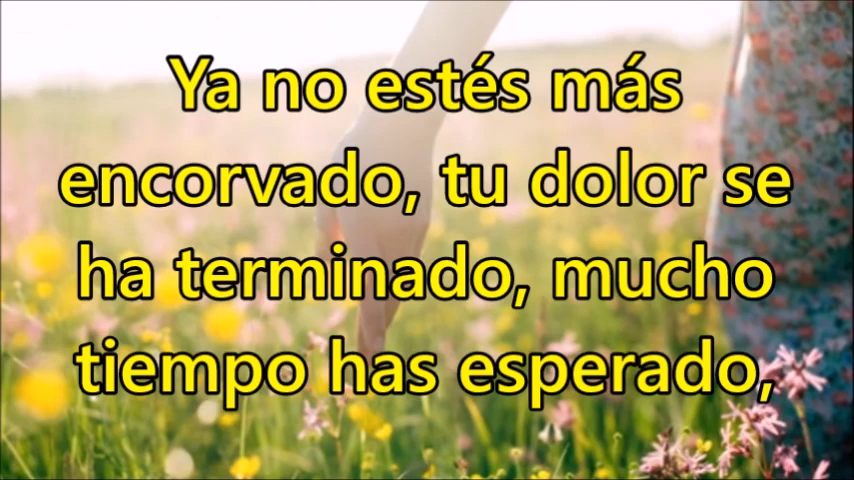 Ya no estés más
encorvado, tu dolor se
ha terminado, mucho
tiempo has esperado,